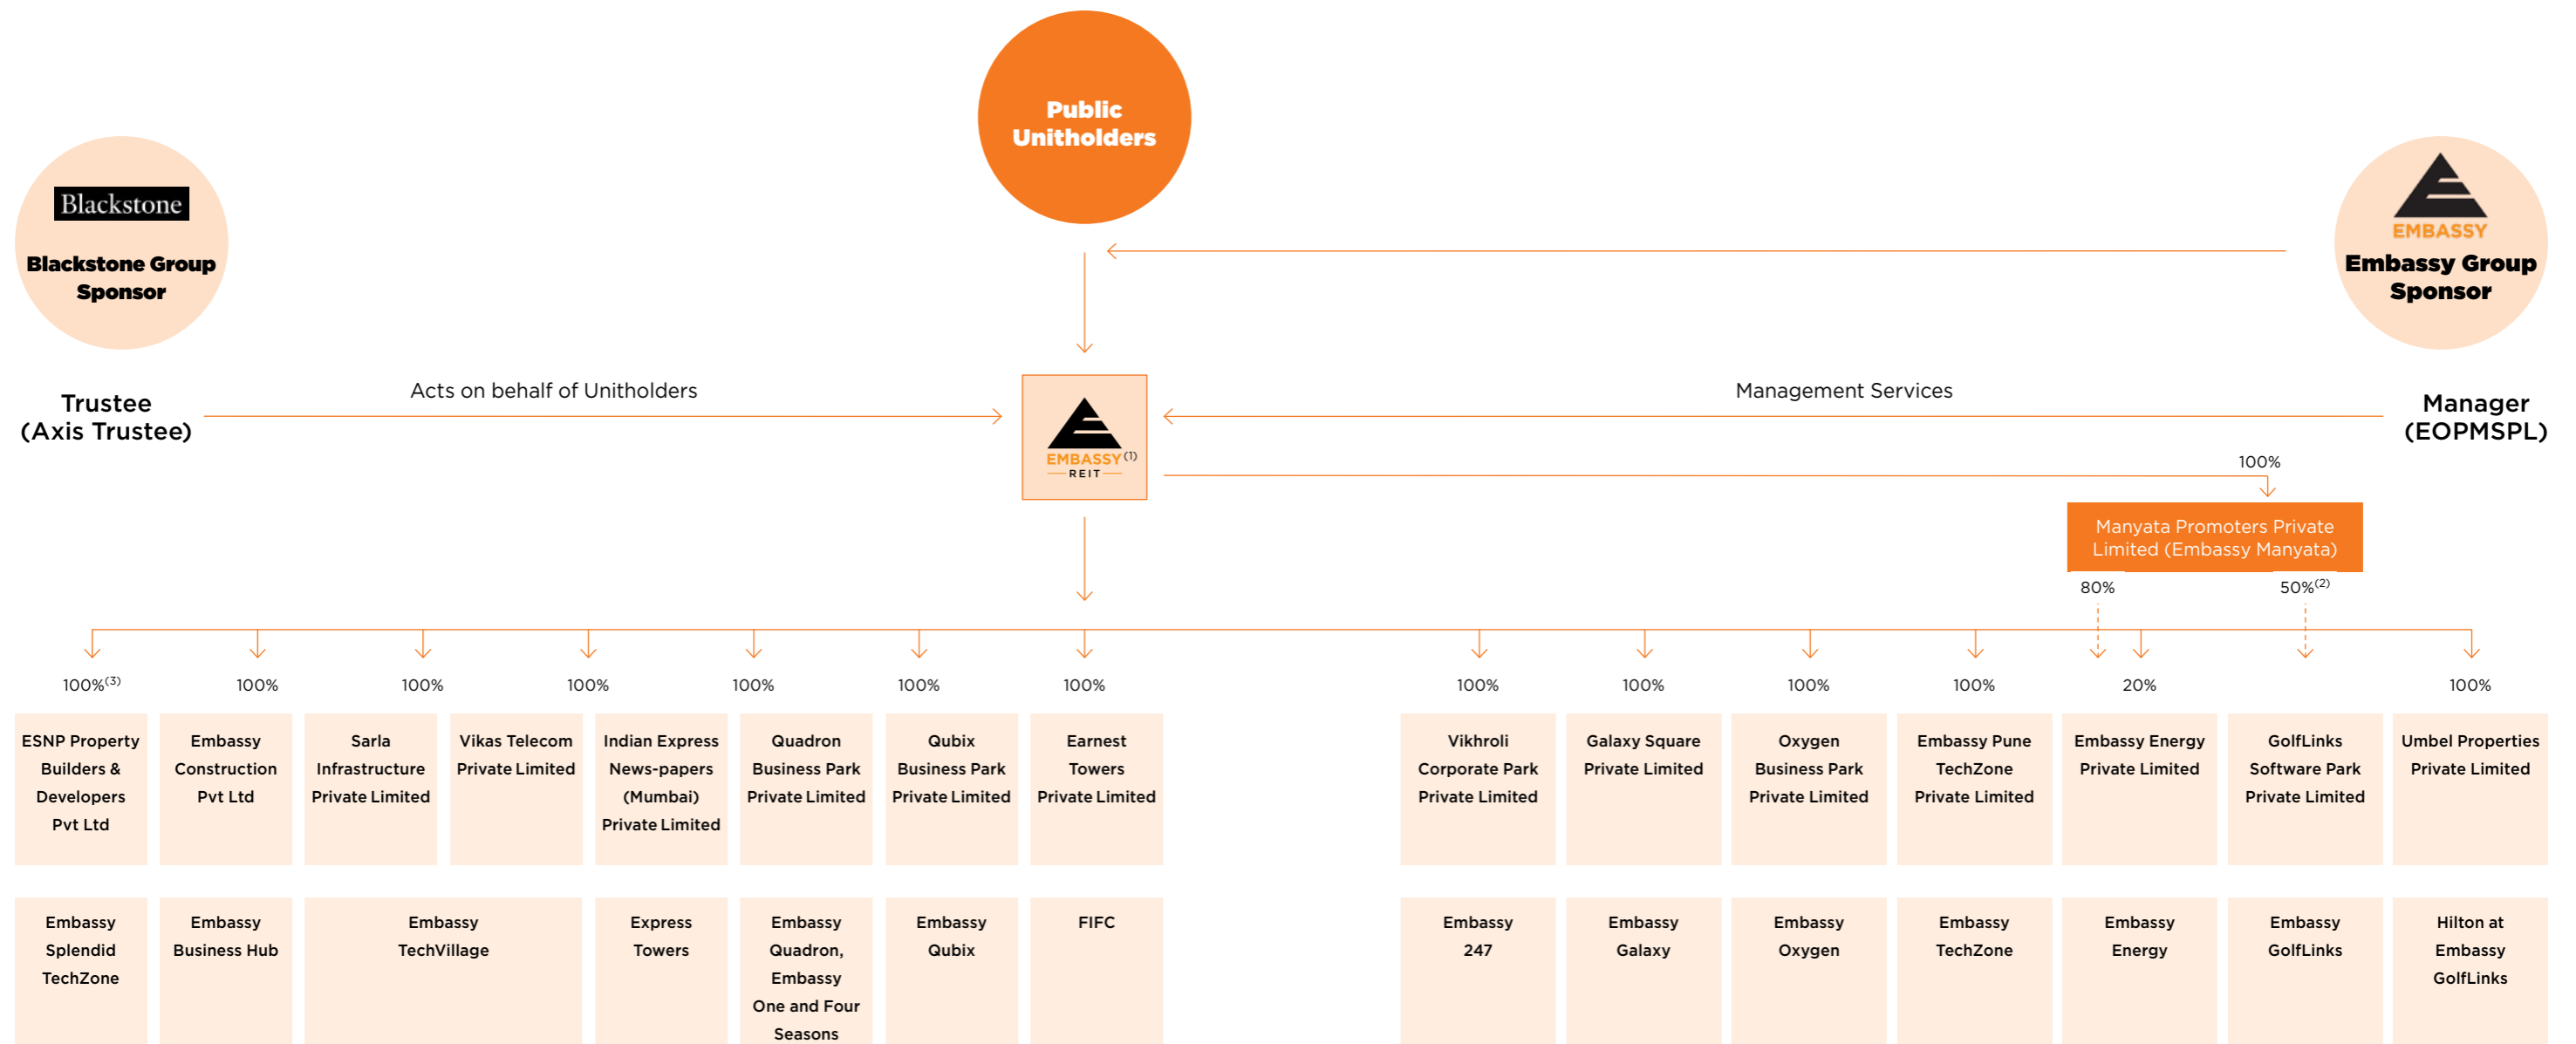 Public
Unitholders
Blackstone
Blackstone Group
Sponsor
EMBASSY
Embassy Group
Sponsor
Trustee
(Axis Trustee)
Acts on behalf of Unitholders
EMBASSY(1)
REIT
Management Services
Manager
(EOPMSPL)
100%
Manyata Promoters Private
Limited (Embassy Manyata)
80%
50%(2)
100%(3)
100%
100%
100%
100%
100%
100%
100%
100%
100%
100%
20%
100%
ESNP Property
Builders &
Developers
Pvt Ltd
Embassy
Construction
Pvt Ltd
Sarla
Infrastructure
Private Limited
Vikas Telecom
Private Limited
Indian Express
News-papers
(Mumbai)
Private Limited
Quadron
Business Park
Private Limited
Qubix
Business Park
Private Limited
Earnest
Towers
Private Limited
Vikhroli
Corporate Park
Private Limited
Galaxy Square
Private Limited
Oxygen
Business Park
Private Limited
Embassy Pune
TechZone
Private Limited
Embassy Energy
Private Limited
GolfLinks
Software Park
Private Limited
Umbel Properties
Private Limited
Embassy
Splendid
TechZone
Embassy
Business Hub
Embassy
TechVillage
Express
Towers
Embassy
Quadron,
Embassy
One and Four
Seasons
Embassy
Qubix
FIFC
Embassy
247
Embassy
Galaxy
Embassy
Oxygen
Embassy
TechZone
Embassy
Energy
Embassy
GolfLinks
Hilton at
Embassy
GolfLinks